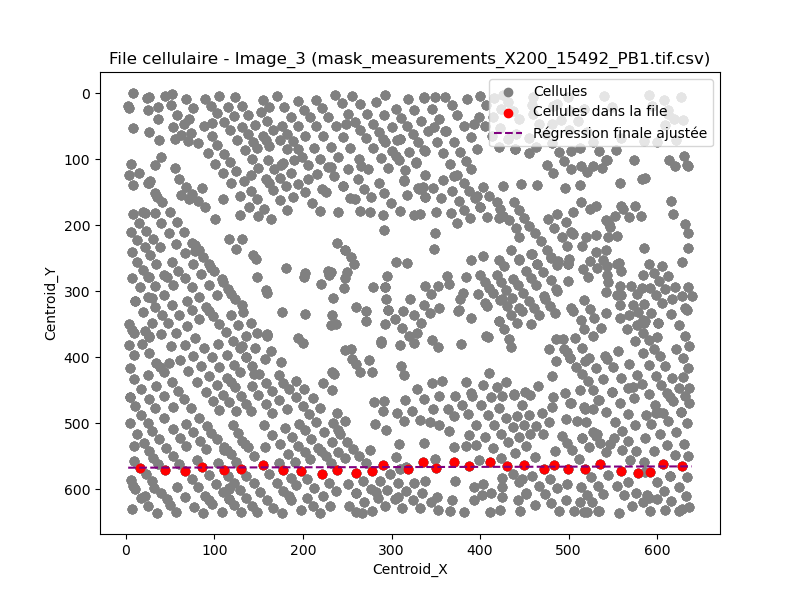 File cellulaire - Image_3 (mask_measurements_X200_15492_PB1.tif.csv)
Cellules
Cellules dans la file
Régression finale ajustée
0
100
200
300
400
500
600
Centroid_Y
0
100
200
300
400
500
600
Centroid_X